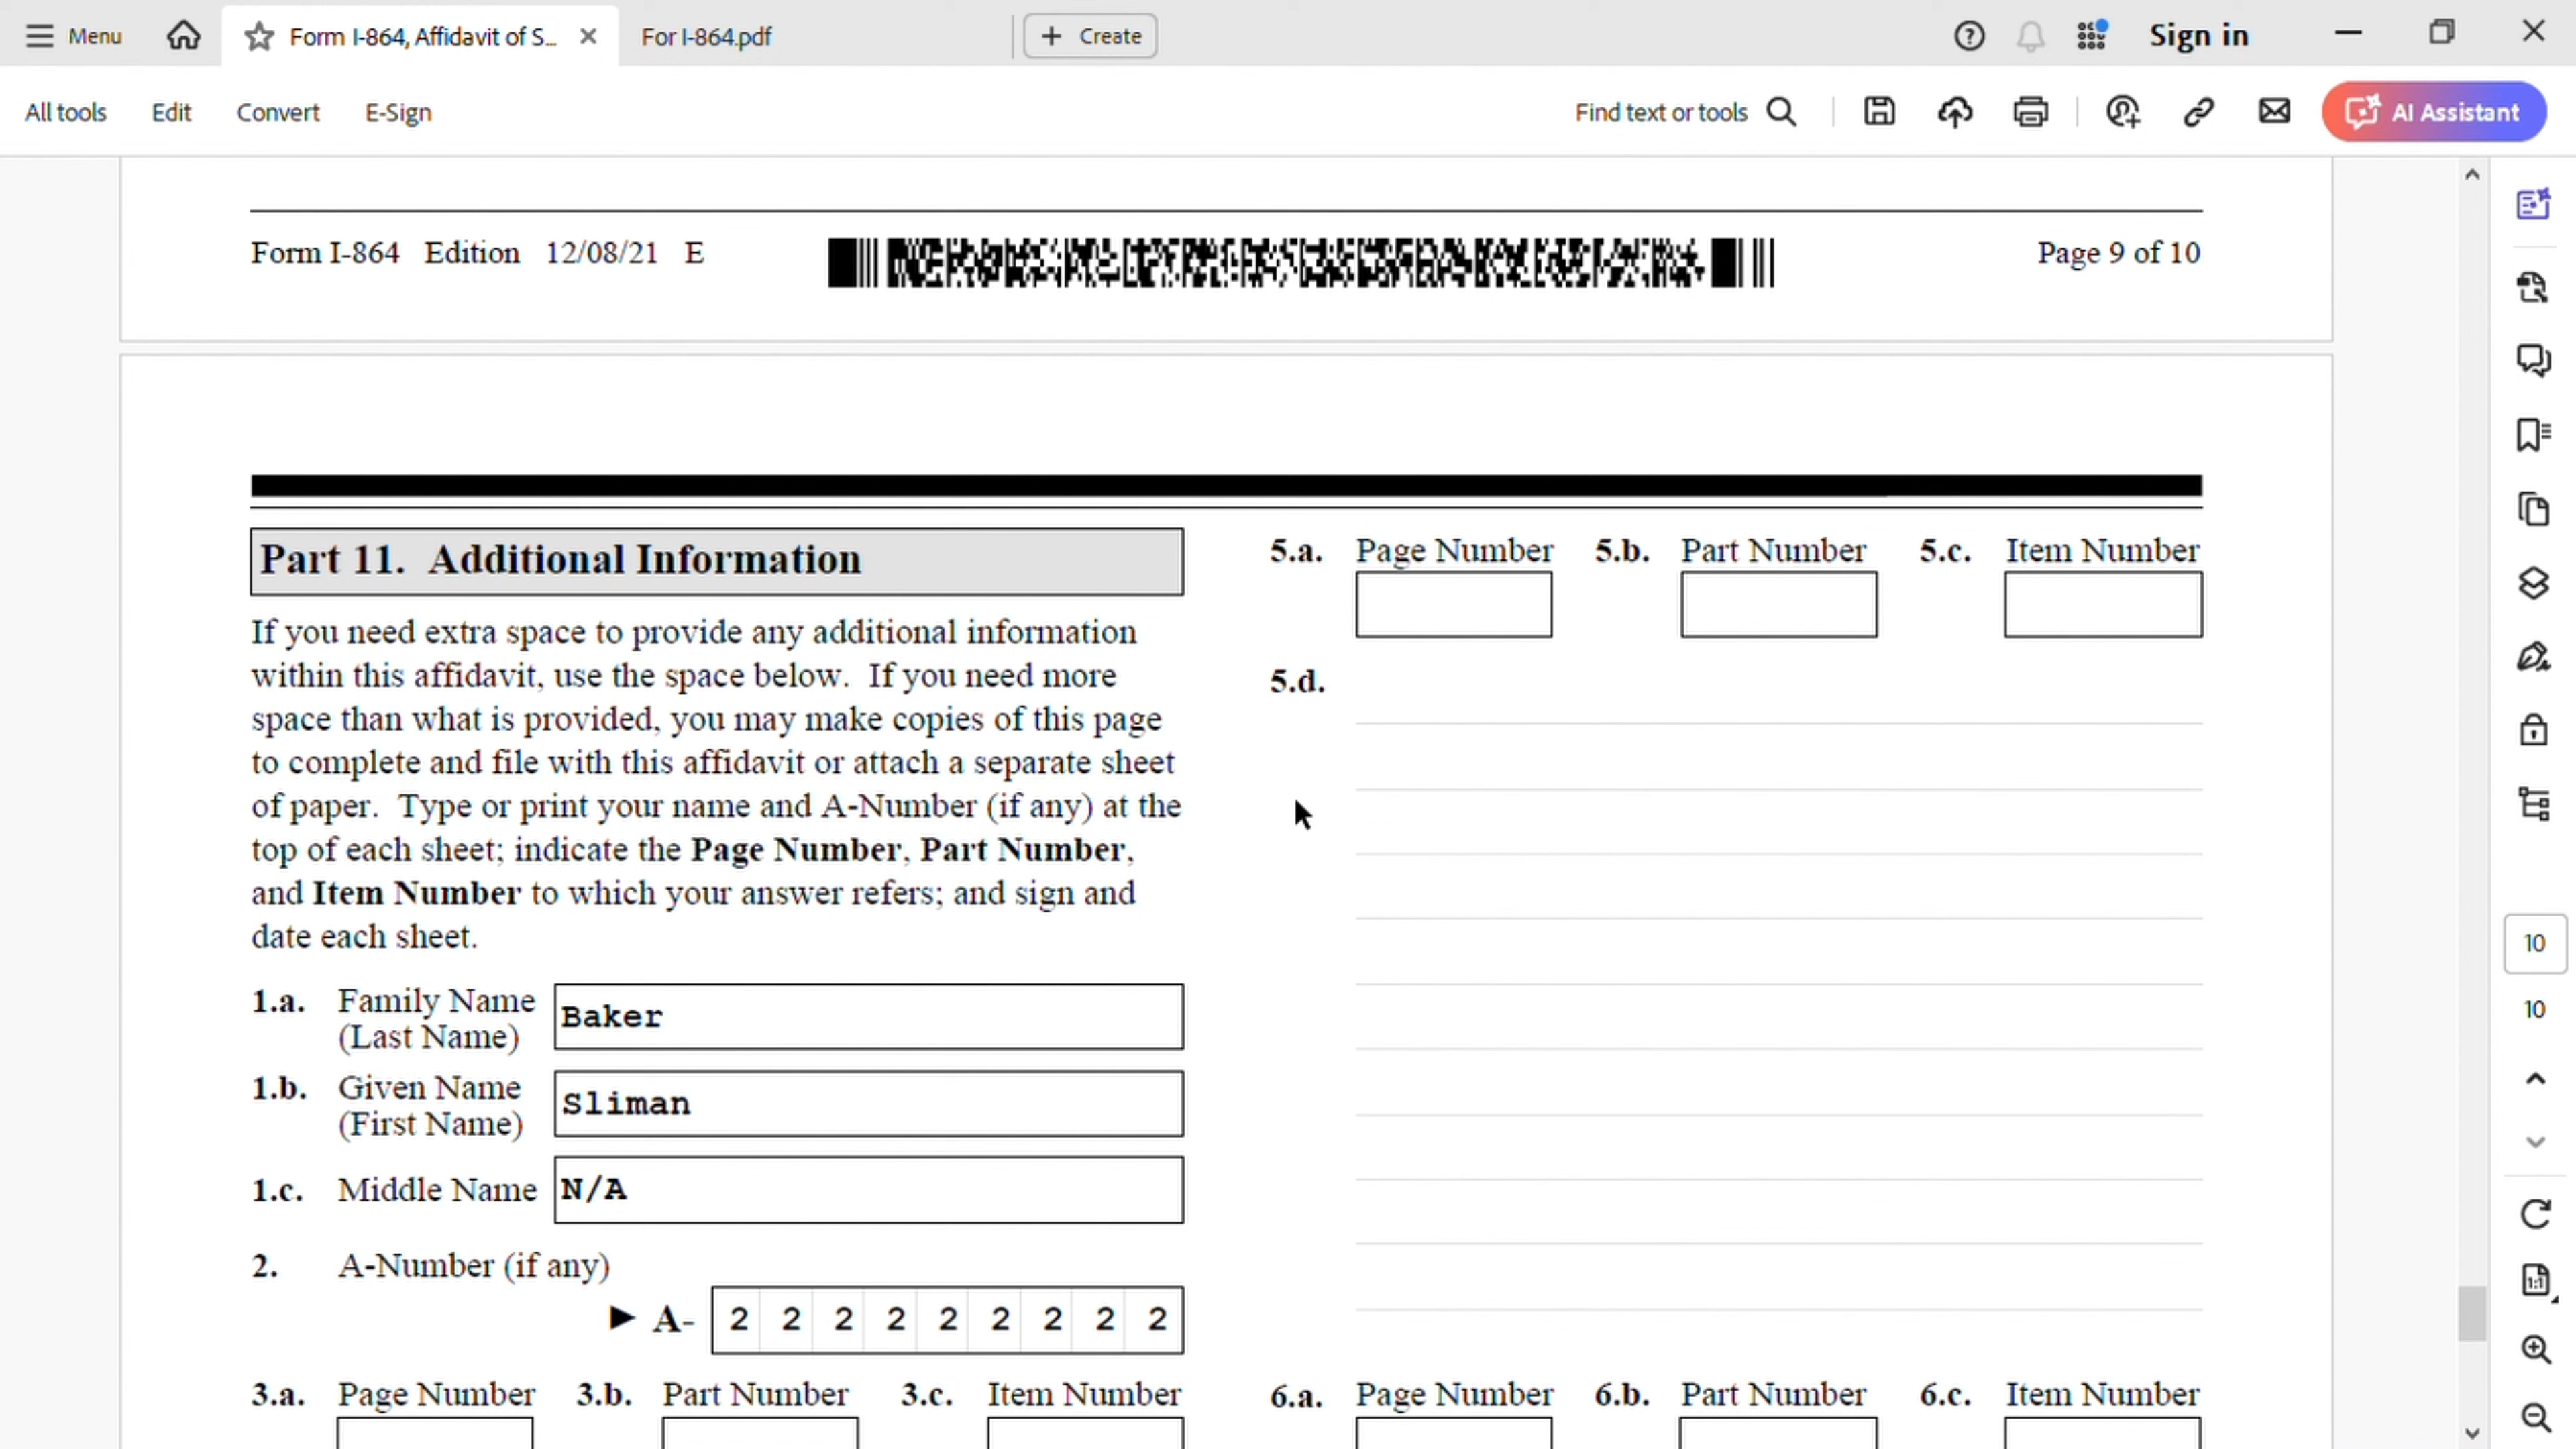 Menu
Form I-864, Affidavit of S...
For I-864.pdf
Create
Sign in
All tools
Edit
Convert
E-Sign
Find text or tools
AI Assistant
Form I-864 Edition 12/08/21 E
Page 9 of 10
Part 11. Additional Information
If you need extra space to provide any additional information
within this affidavit, use the space below. If you need more
space than what is provided, you may make copies of this page
to complete and file with this affidavit or attach a separate sheet
of paper. Type or print your name and A-Number (if any) at the
top of each sheet; indicate the Page Number, Part Number,
and Item Number to which your answer refers; and sign and
date each sheet.
1.a. Family Name (Last Name) Baker
1.b. Given Name (First Name) Sliman
1.c. Middle Name N/A
2. A-Number (if any)
► A- 2 2 2 2 2 2 2 2 2
3.a. Page Number 3.b. Part Number 3.c. Item Number
5.a. Page Number 5.b. Part Number 5.c. Item Number
5.d.
6.a. Page Number 6.b. Part Number 6.c. Item Number
10
10
1:1